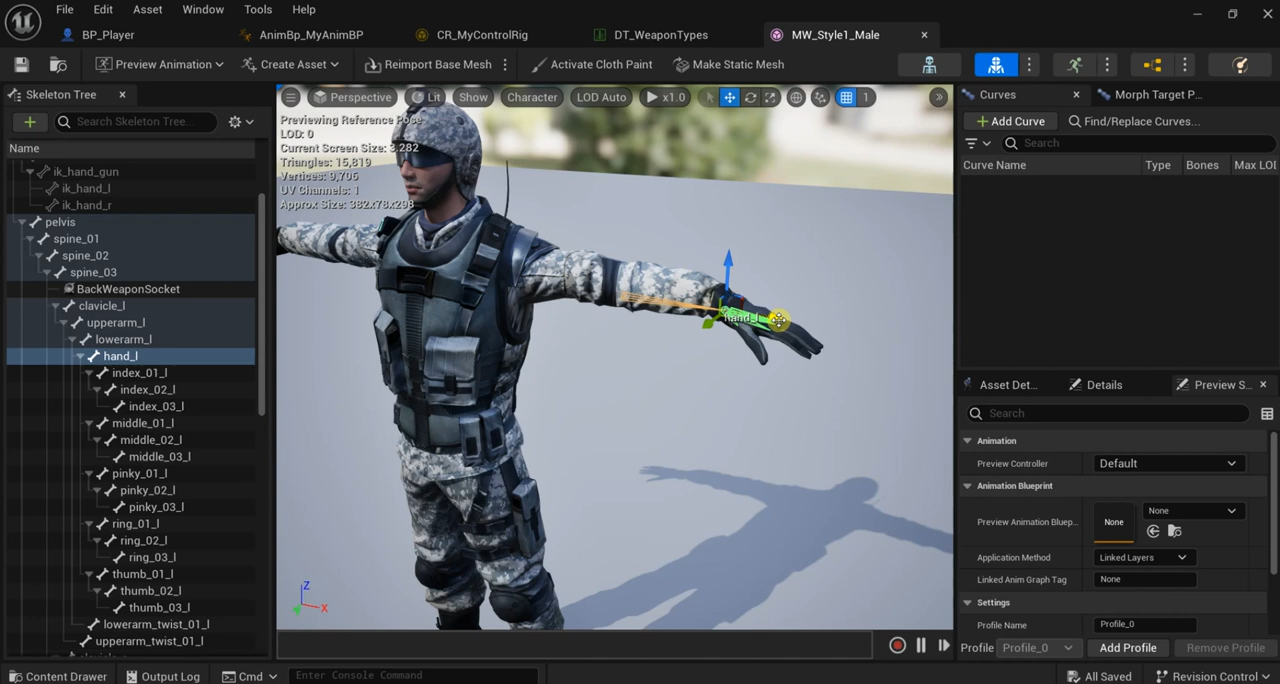 File Edit Asset Window Tools Help
BP_Player AnimBp_MyAnimBP CR_MyControlRig DT_WeaponTypes MW_Style1_Male
Preview Animation Create Asset Reimport Base Mesh Activate Cloth Paint Make Static Mesh
Skeleton Tree
Search Skeleton Tree...
Name
ik_hand_gun
ik_hand_l
ik_hand_r
pelvis
spine_01
spine_02
spine_03
BackWeaponSocket
clavicle_l
upperarm_l
lowerarm_l
hand_l
index_01_l
index_02_l
index_03_l
middle_01_l
middle_02_l
middle_03_l
pinky_01_l
pinky_02_l
pinky_03_l
ring_01_l
ring_02_l
ring_03_l
thumb_01_l
thumb_02_l
thumb_03_l
lowerarm_twist_01_l
upperarm_twist_01_l
Perspective Lit Show Character LOD Auto x1.0 1
Previewing Reference Pose
LOD: 0
Current Screen Size: 3.282
Triangles: 15,819
Vertices: 9,706
UV Channels: 1
Approx Size: 382x78x298
hand_l
Z
X
Curves Morph Target P...
Add Curve Find/Replace Curves...
Search
Curve Name Type Bones Max LOI
Asset Det... Details Preview S...
Search
Animation
Preview Controller Default
Animation Blueprint
Preview Animation Bluep... None None
Application Method Linked Layers
Linked Anim Graph Tag None
Settings
Profile Name Profile_0
Profile Profile_0 Add Profile Remove Profile
Content Drawer Output Log Cmd Enter Console Command All Saved Revision Control